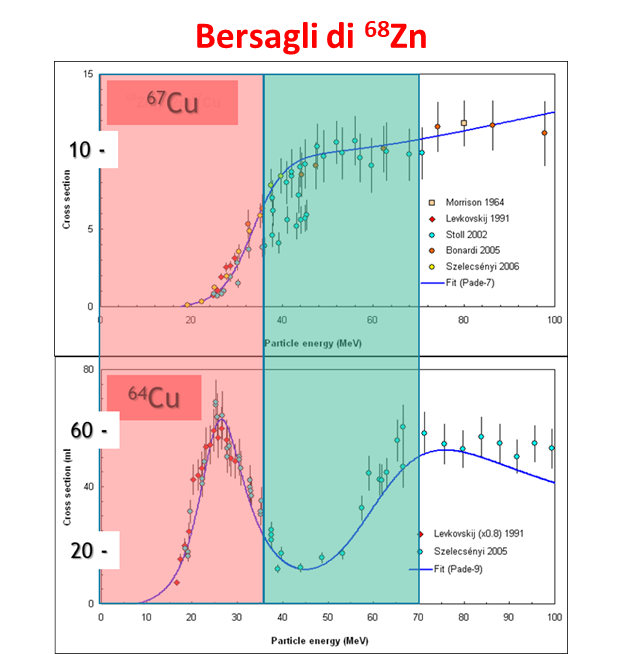 Bersagli di ⁶⁸Zn
15
⁶⁷Cu
10 -
5
0
Cross section
Morrison 1964
Levkovskij 1991
Stoll 2002
Bonardi 2005
Szelecsényi 2006
Fit (Pade-7)
0 20 40 60 80 100
Particle energy (MeV)
80
⁶⁴Cu
60 -
40
20 -
0
Cross section (m
Levkovskij (x0.8) 1991
Szelecsényi 2005
Fit (Pade-9)
0 10 20 30 40 50 60 70 80 90 100
Particle energy (MeV)